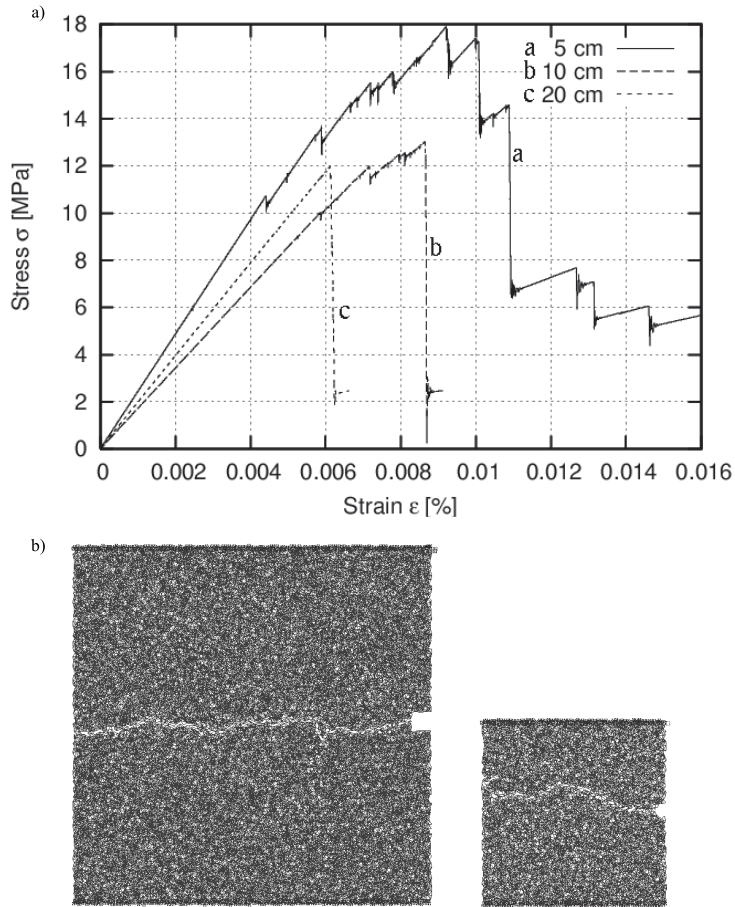 a)
18
16
14
12
10
8
6
4
2
0
Stress σ [MPa]
a 5 cm
b 10 cm
c 20 cm
a
b
c
0 0.002 0.004 0.006 0.008 0.01 0.012 0.014 0.016
Strain ε [%]
b)